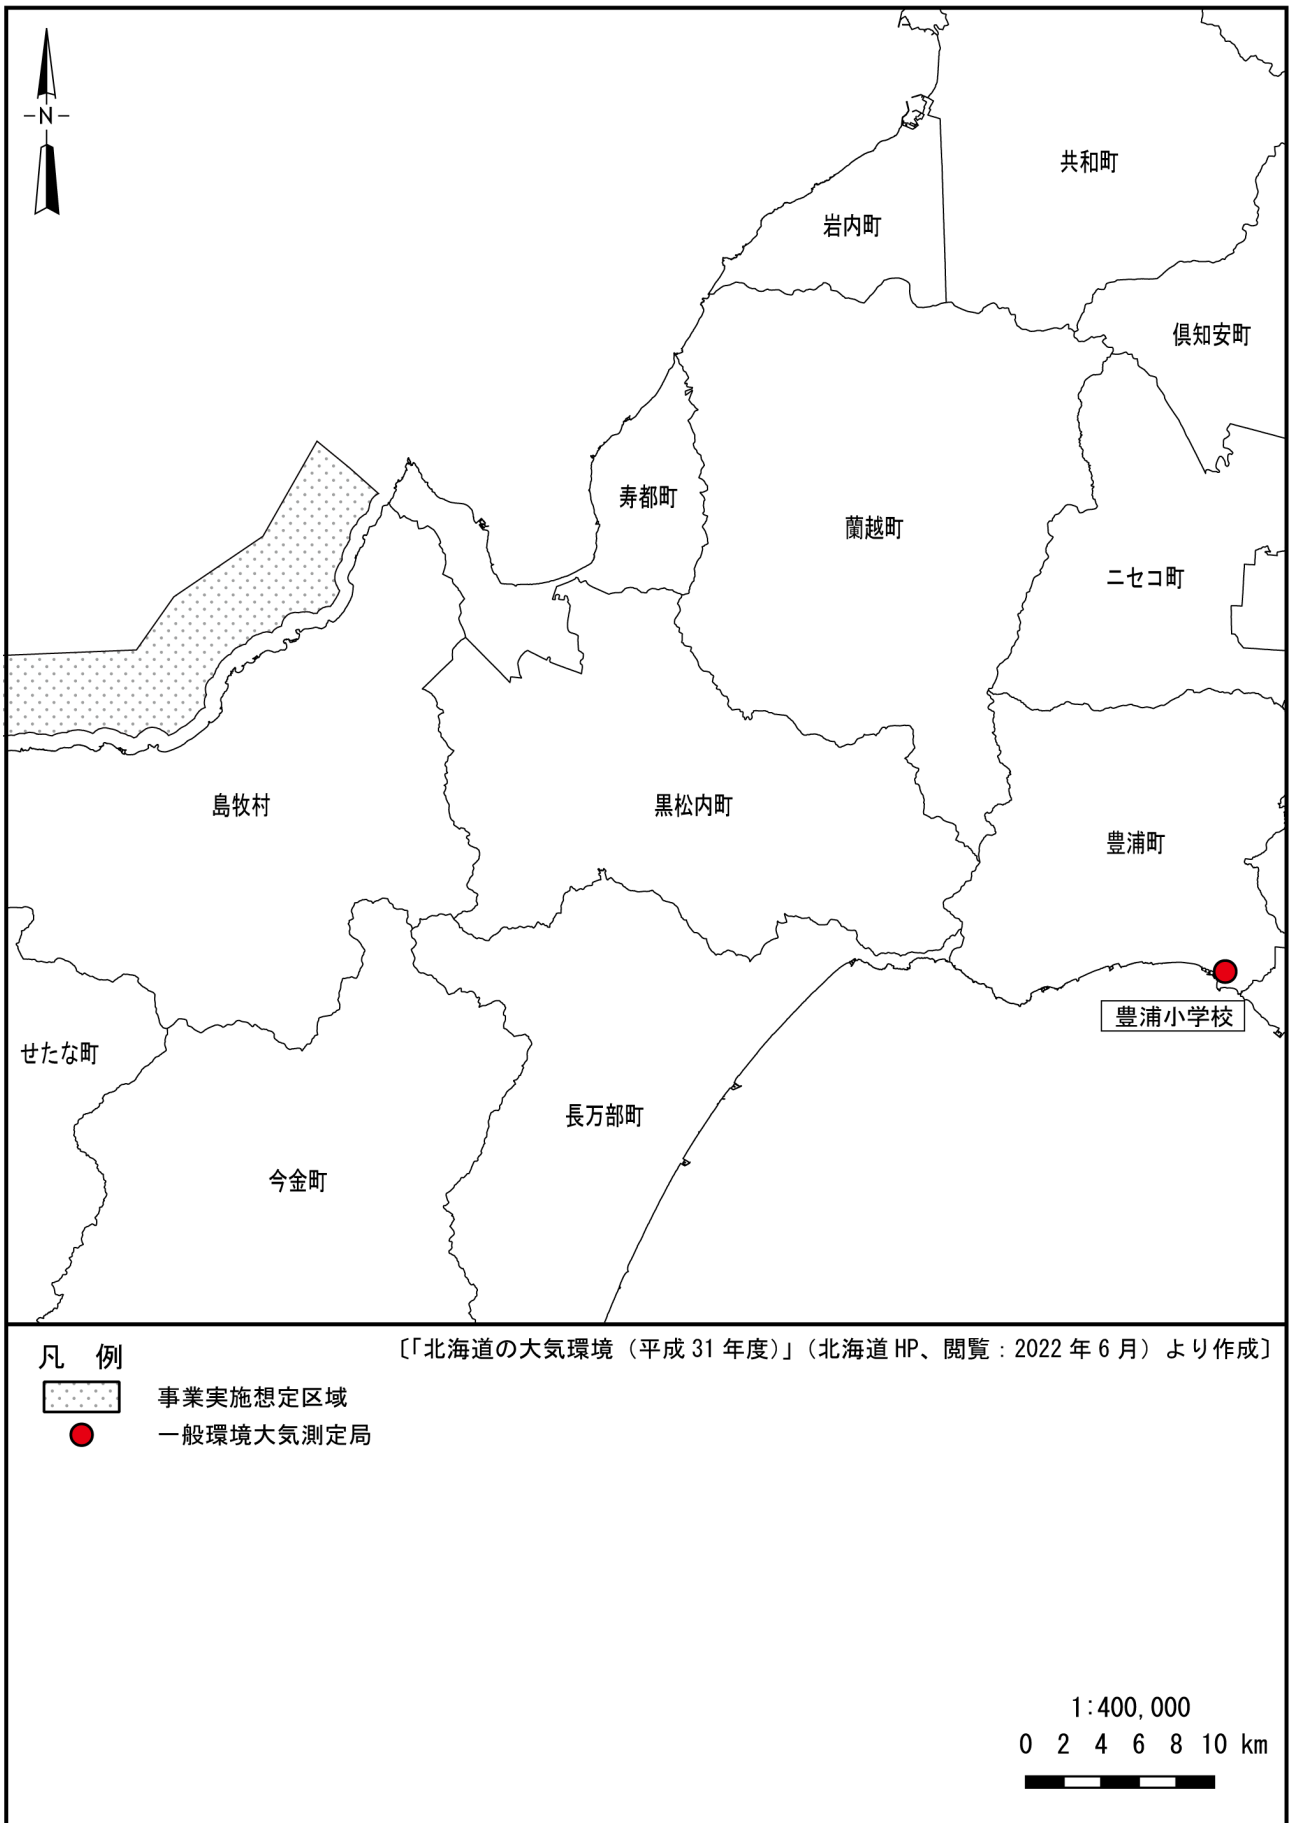 N
共和町
岩内町
倶知安町
寿都町
蘭越町
ニセコ町
島牧村
黒松内町
豊浦町
豊浦小学校
せたな町
長万部町
今金町
凡 例
〔「北海道の大気環境（平成31年度）」（北海道HP、閲覧：2022年6月）より作成〕
事業実施想定区域
一般環境大気測定局
1:400,000
0 2 4 6 8 10 km